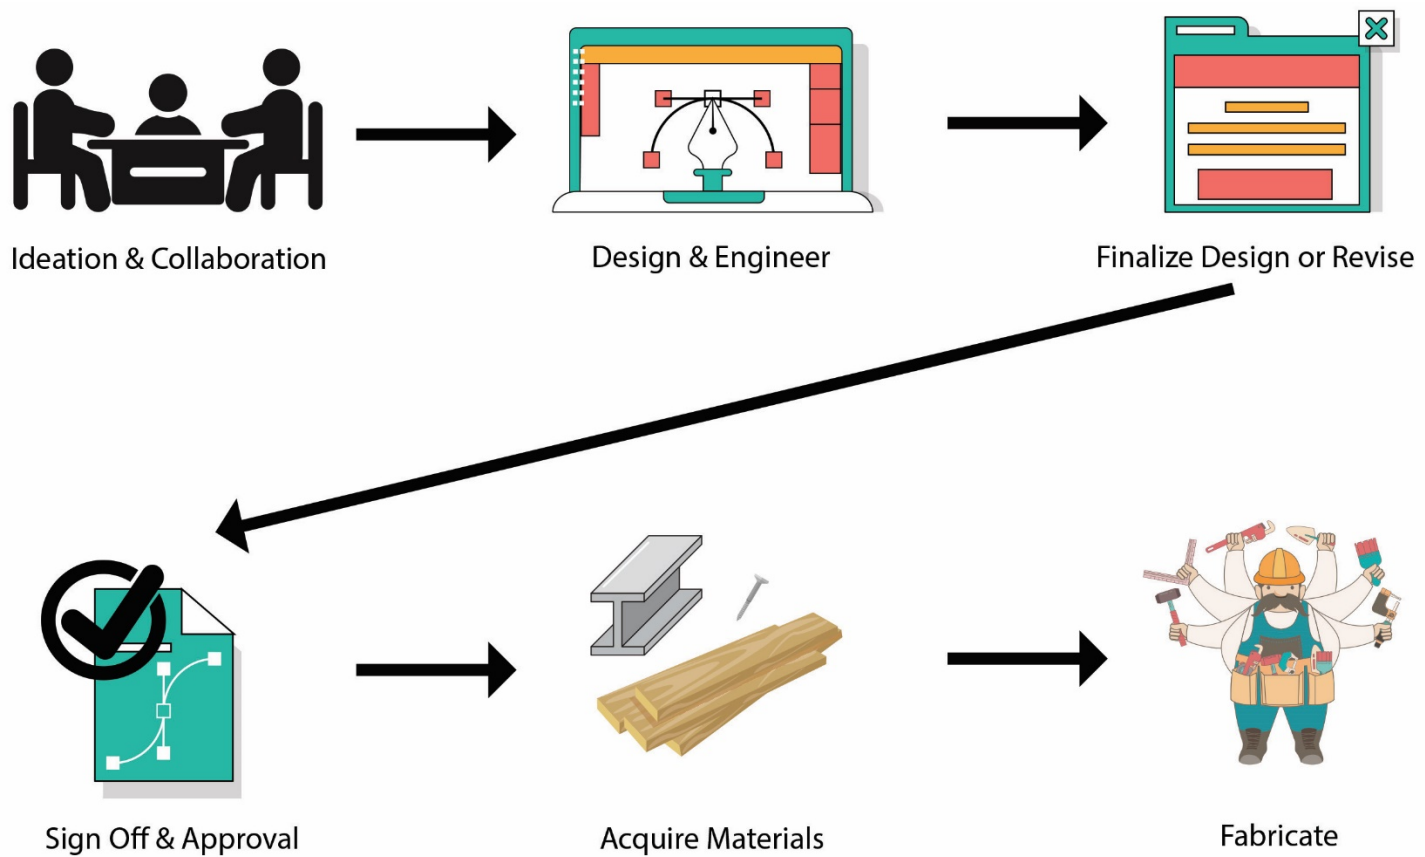 Ideation & Collaboration
Design & Engineer
Finalize Design or Revise
Sign Off & Approval
Acquire Materials
Fabricate